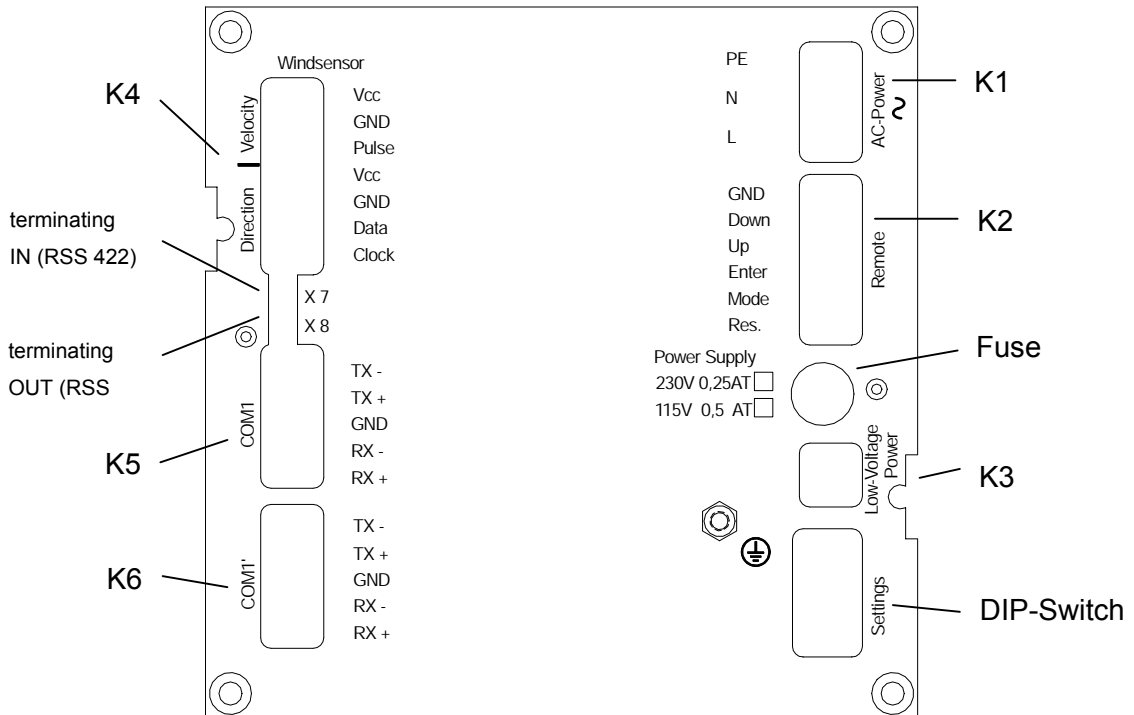 Windsensor
K4
Velocity
Direction
Vcc
GND
Pulse
Vcc
GND
Data
Clock
terminating
IN (RSS 422)
X 7
X 8
terminating
OUT (RSS
K5
COM1
TX -
TX +
GND
RX -
RX +
K6
COM1'
TX -
TX +
GND
RX -
RX +
PE
N
L
AC-Power
~
K1
GND
Down
Up
Enter
Mode
Res.
Remote
K2
Power Supply
230V 0,25AT
115V 0,5 AT
Fuse
Low-Voltage
Power
K3
Settings
DIP-Switch